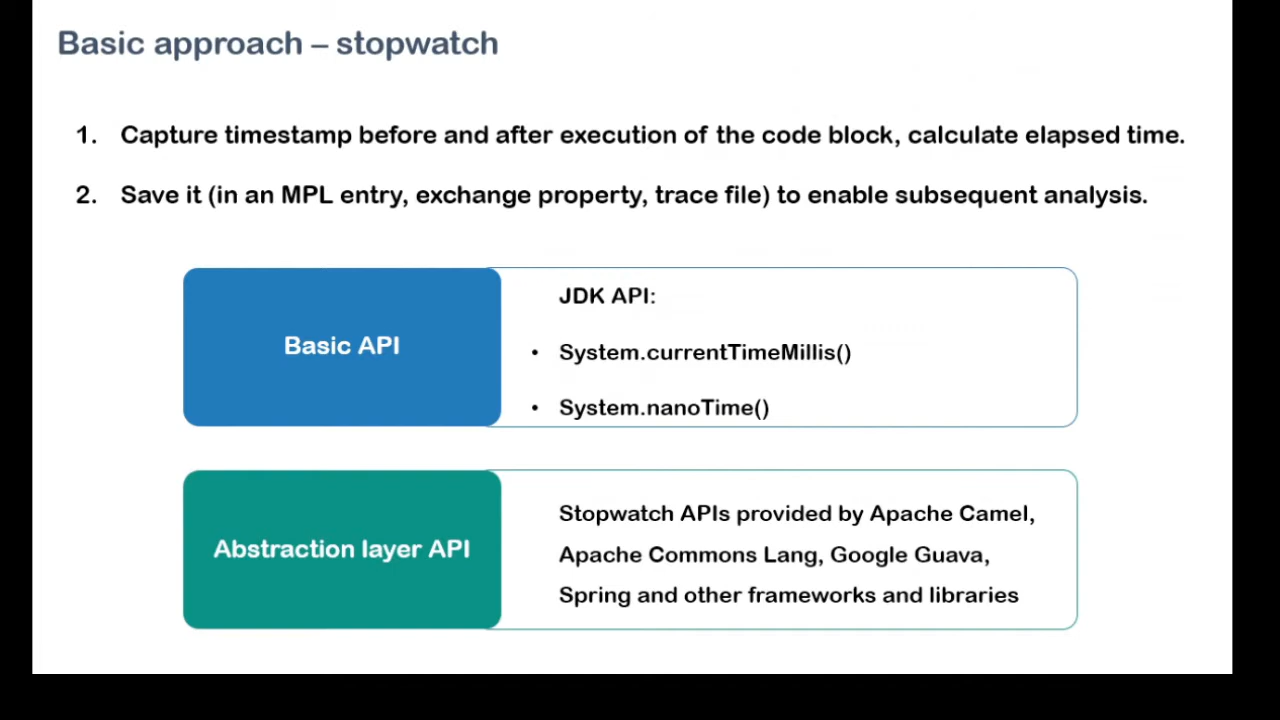 Basic approach – stopwatch
1. Capture timestamp before and after execution of the code block, calculate elapsed time.
2. Save it (in an MPL entry, exchange property, trace file) to enable subsequent analysis.
Basic API
JDK API:
• System.currentTimeMillis()
• System.nanoTime()
Abstraction layer API
Stopwatch APIs provided by Apache Camel,
Apache Commons Lang, Google Guava,
Spring and other frameworks and libraries